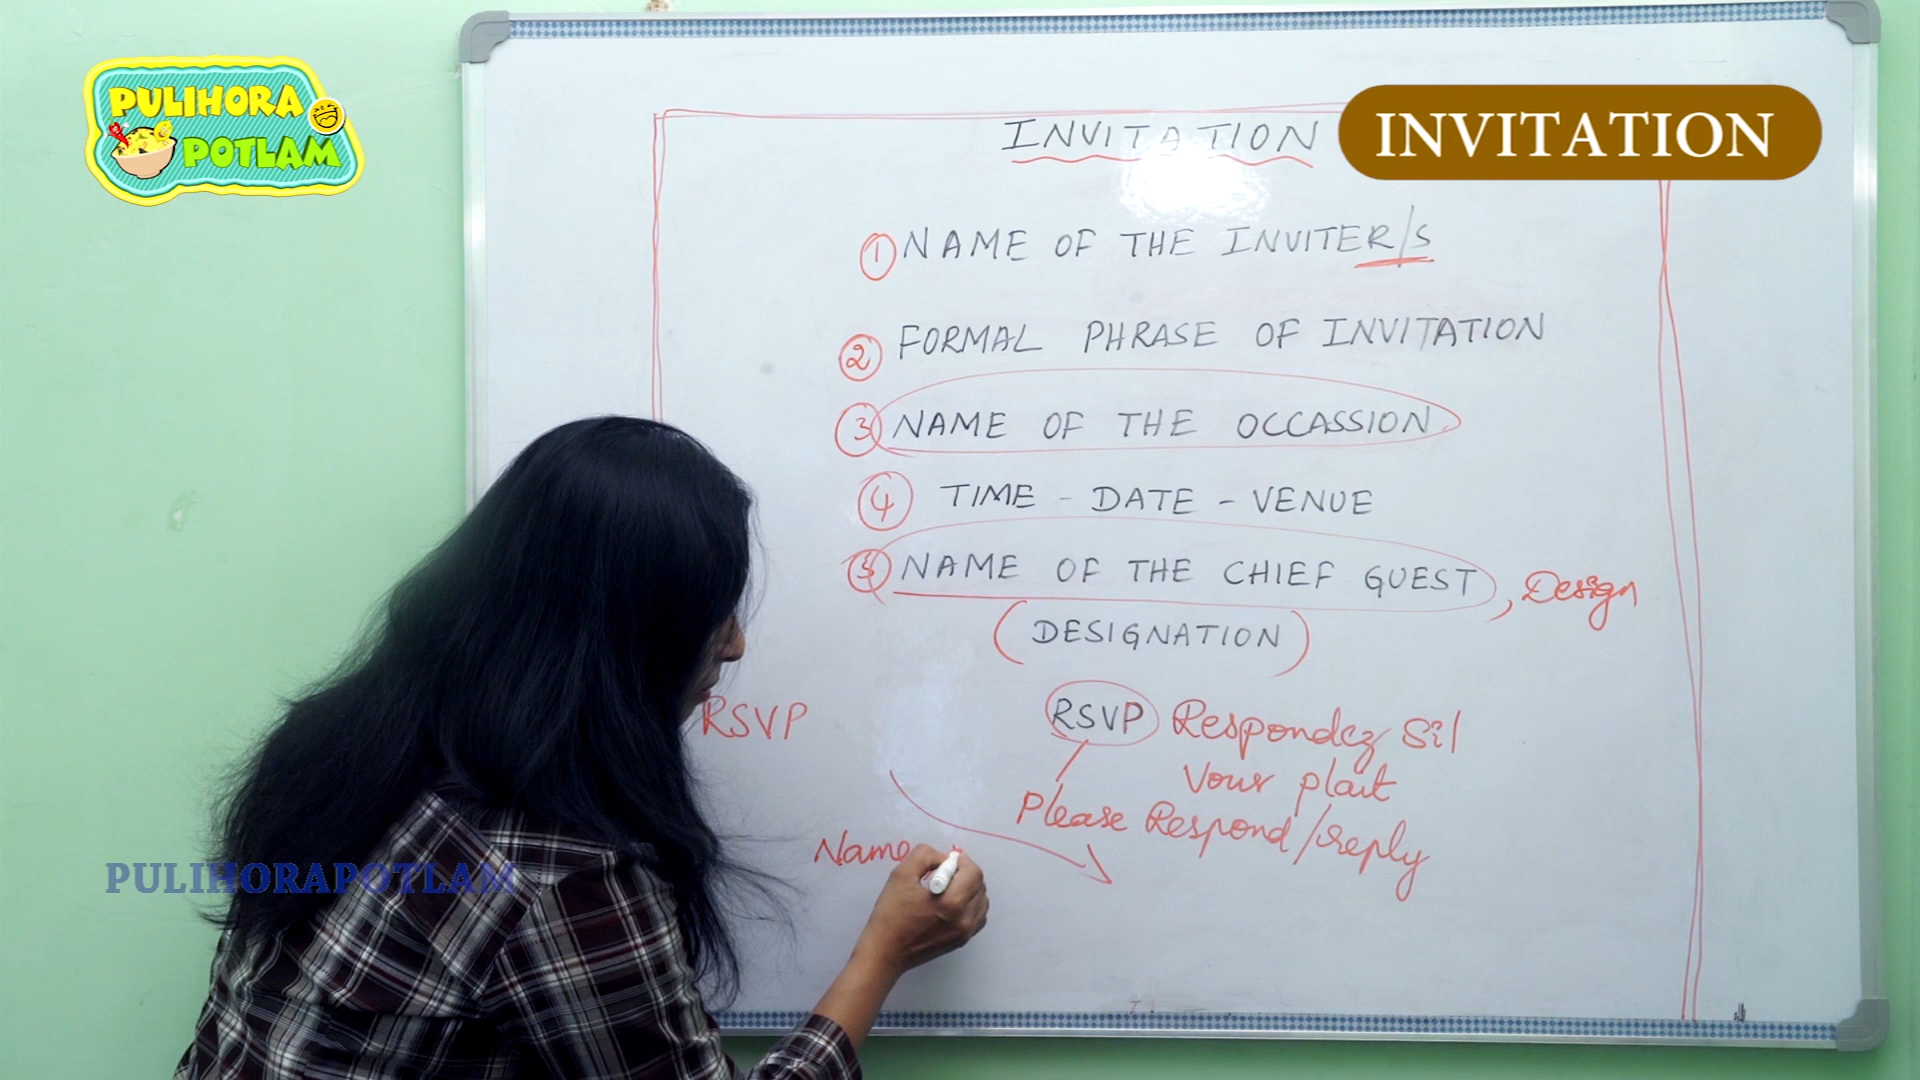 PULIHORA
POTLAM
INVITATION
INVITATION
1 NAME OF THE INVITER/S
2 FORMAL PHRASE OF INVITATION
3 NAME OF THE OCCASSION
4 TIME - DATE - VENUE
5 NAME OF THE CHIEF GUEST, Design
(DESIGNATION)
RSVP
RSVP Respondez Sil
Vour plait
Please Respond/reply
Name
PULIHORAPOTLAM